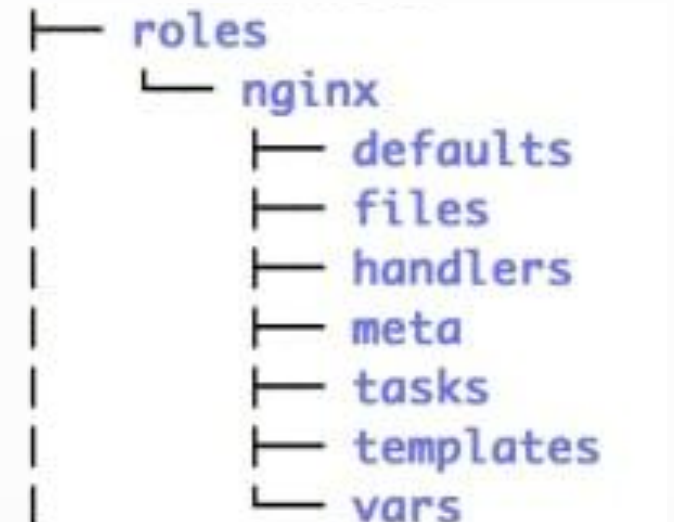 ├── roles
│   └── nginx
│       ├── defaults
│       ├── files
│       ├── handlers
│       ├── meta
│       ├── tasks
│       ├── templates
│       └── vars